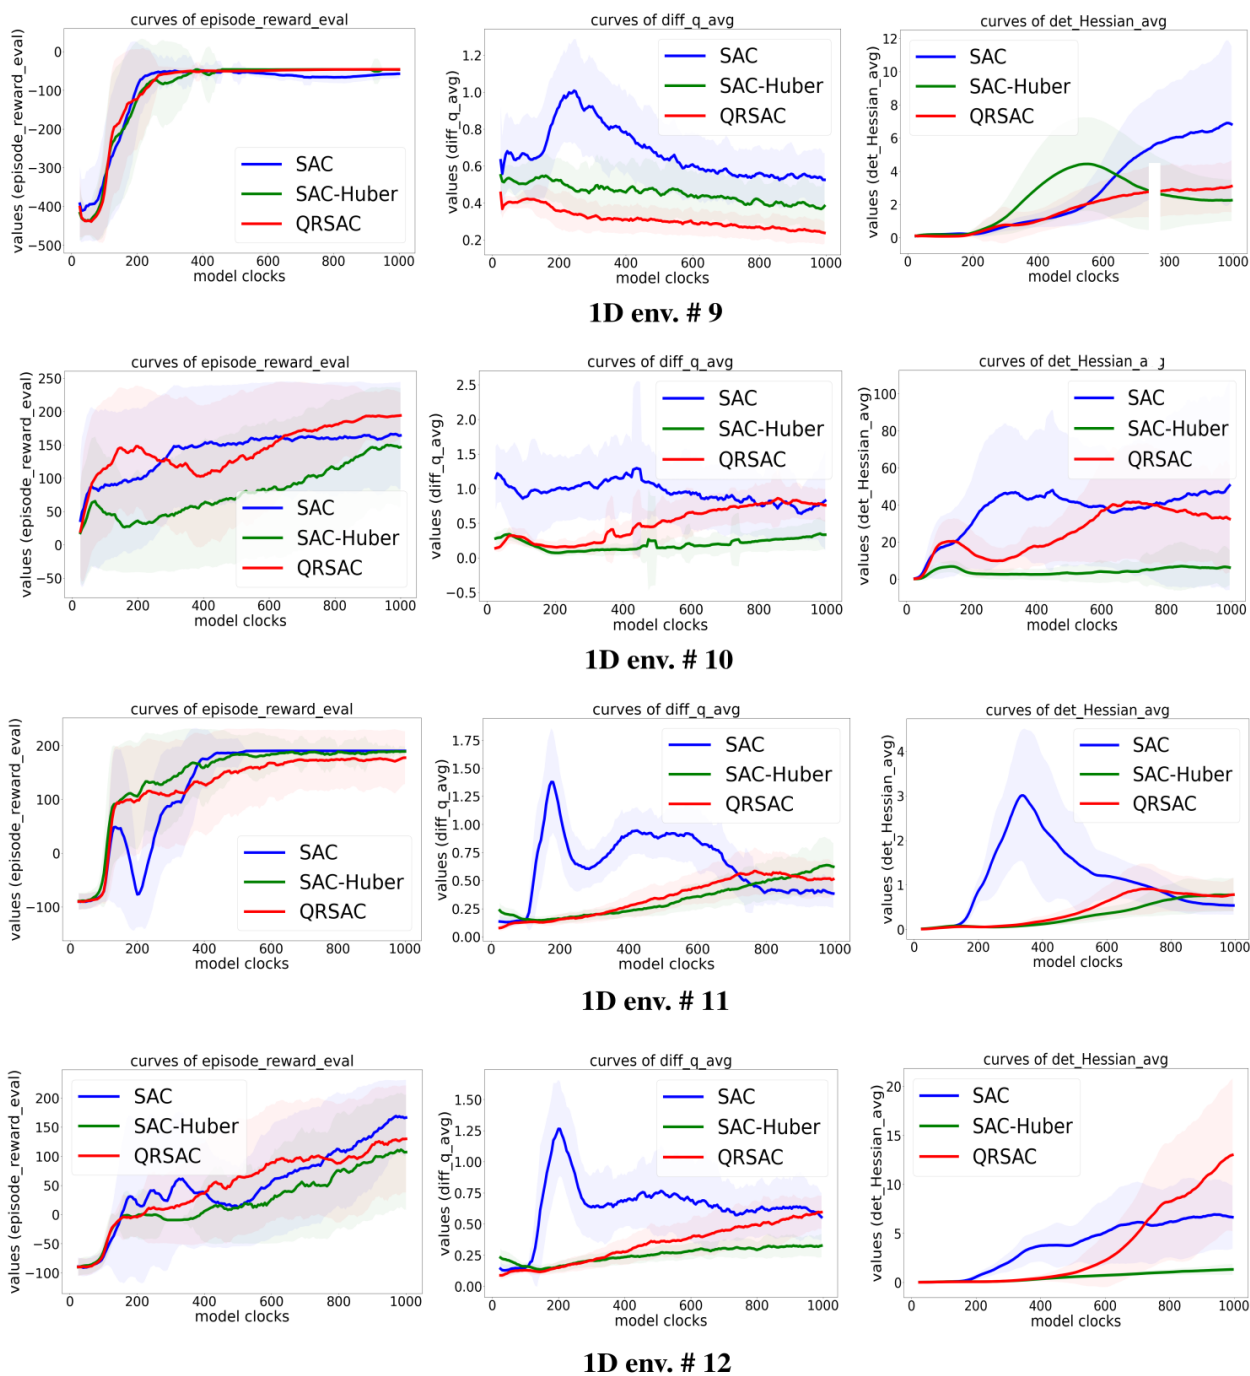 curves of episode_reward_eval
values (episode_reward_eval)
0
−100
−200
−300
−400
−500
SAC
SAC-Huber
QRSAC
0 200 400 600 800 1000
model clocks
curves of diff_q_avg
values (diff_q_avg)
1.2
1.0
0.8
0.6
0.4
0.2
SAC
SAC-Huber
QRSAC
0 200 400 600 800 1000
model clocks
curves of det_Hessian_avg
values (det_Hessian_avg)
12
10
8
6
4
2
0
SAC
SAC-Huber
QRSAC
0 200 400 600 800 1000
model clocks
1D env. # 9
curves of episode_reward_eval
values (episode_reward_eval)
250
200
150
100
50
0
−50
SAC
SAC-Huber
QRSAC
0 200 400 600 800 1000
model clocks
curves of diff_q_avg
values (diff_q_avg)
2.5
2.0
1.5
1.0
0.5
0.0
−0.5
SAC
SAC-Huber
QRSAC
0 200 400 600 800 1000
model clocks
curves of det_Hessian_a g
values (det_Hessian_avg)
100
80
60
40
20
0
SAC
SAC-Huber
QRSAC
0 200 400 600 800 1000
model clocks
1D env. # 10
curves of episode_reward_eval
values (episode_reward_eval)
200
100
0
−100
SAC
SAC-Huber
QRSAC
0 200 400 600 800 1000
model clocks
curves of diff_q_avg
values (diff_q_avg)
1.75
1.50
1.25
1.00
0.75
0.50
0.25
0.00
SAC
SAC-Huber
QRSAC
0 200 400 600 800 1000
model clocks
curves of det_Hessian_avg
values (det_Hessian_avg)
4
3
2
1
0
SAC
SAC-Huber
QRSAC
0 200 400 600 800 1000
model clocks
1D env. # 11
curves of episode_reward_eval
values (episode_reward_eval)
200
150
100
50
0
−50
−100
SAC
SAC-Huber
QRSAC
0 200 400 600 800 1000
model clocks
curves of diff_q_avg
values (diff_q_avg)
1.50
1.25
1.00
0.75
0.50
0.25
0.00
SAC
SAC-Huber
QRSAC
0 200 400 600 800 1000
model clocks
curves of det_Hessian_avg
values (det_Hessian_avg)
20
15
10
5
0
SAC
SAC-Huber
QRSAC
0 200 400 600 800 1000
model clocks
1D env. # 12